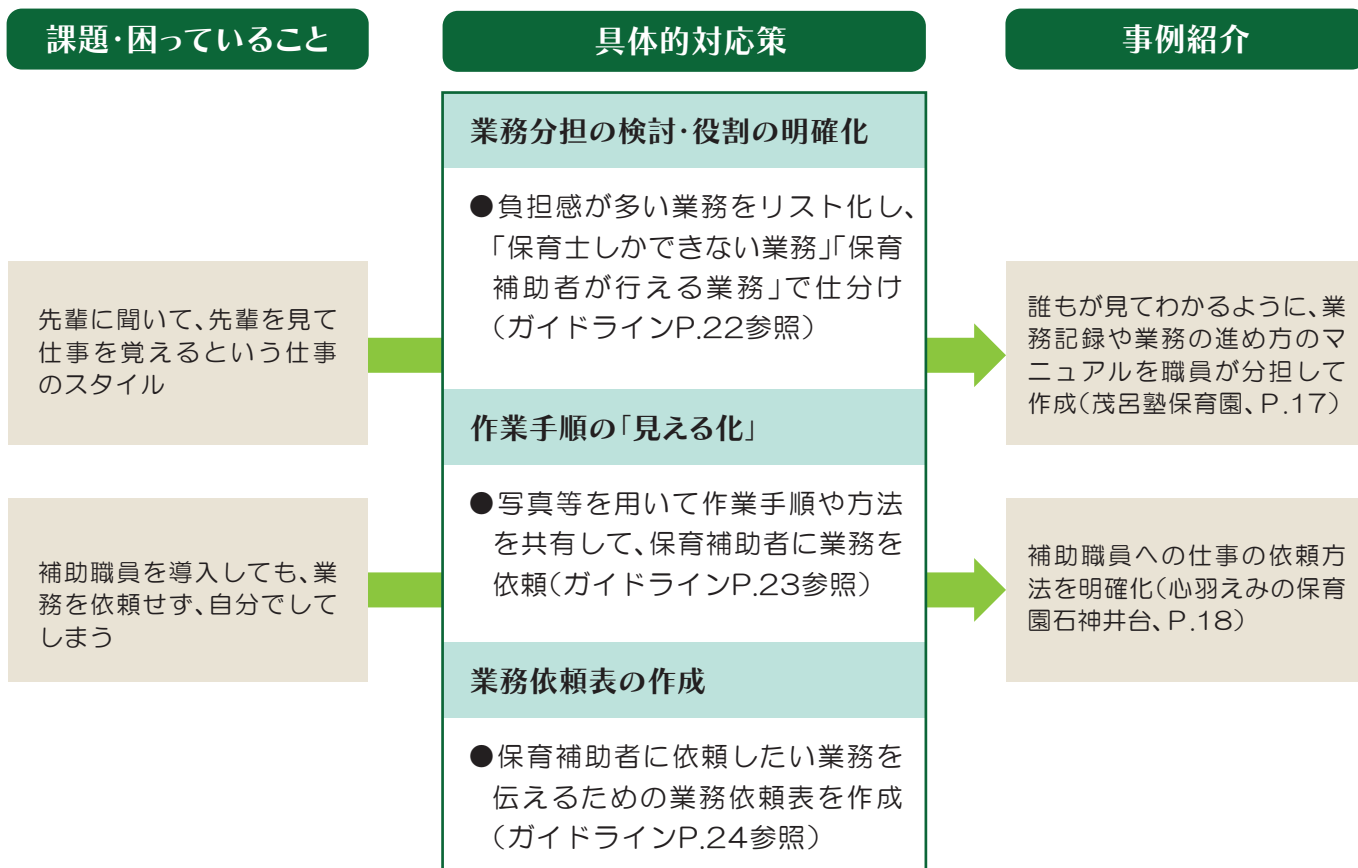 課題・困っていること
具体的対応策
事例紹介
先輩に聞いて、先輩を見て
仕事を覚えるという仕事
のスタイル
補助職員を導入しても、業
務を依頼せず、自分でして
しまう
業務分担の検討・役割の明確化
●負担感が多い業務をリスト化し、
「保育士しかできない業務」「保育
補助者が行える業務」で仕分け
（ガイドラインP.22参照）
作業手順の「見える化」
●写真等を用いて作業手順や方法
を共有して、保育補助者に業務を
依頼（ガイドラインP.23参照）
業務依頼表の作成
●保育補助者に依頼したい業務を
伝えるための業務依頼表を作成
（ガイドラインP.24参照）
誰もが見てわかるように、業
務記録や業務の進め方のマ
ニュアルを職員が分担して
作成（茂呂塾保育園、P.17）
補助職員への仕事の依頼方
法を明確化（心羽えみの保育
園石神井台、P.18）